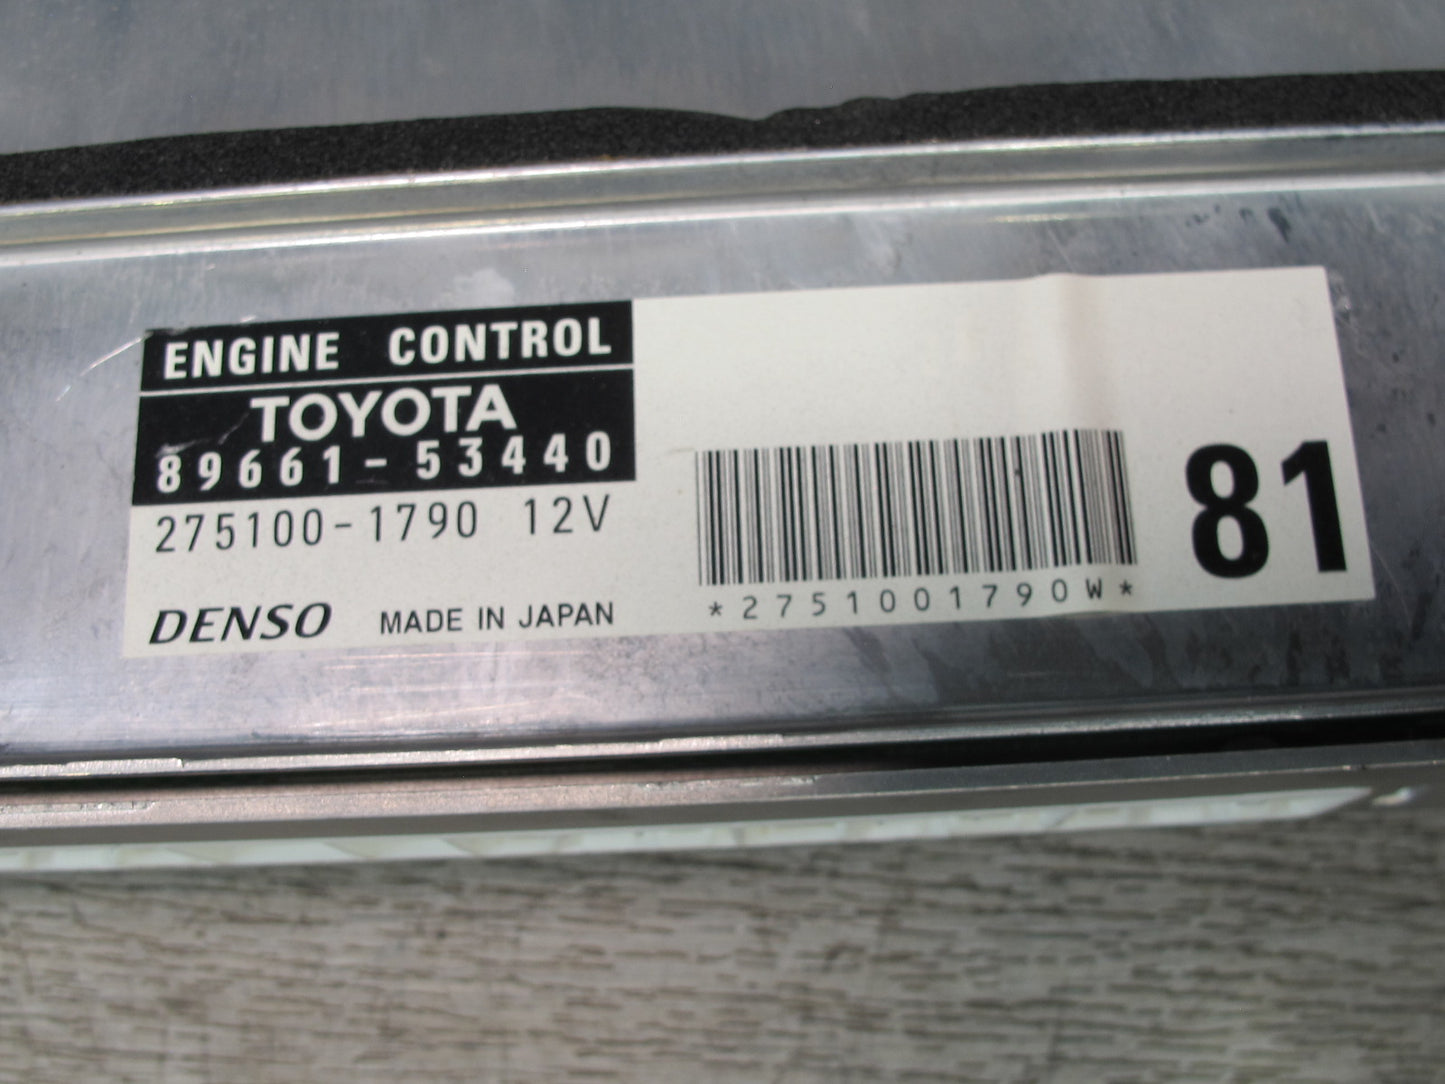 ENGINE CONTROL
TOYOTA
89661-53440
275100-1790 12V
DENSO MADE IN JAPAN
*2751001790W*
81